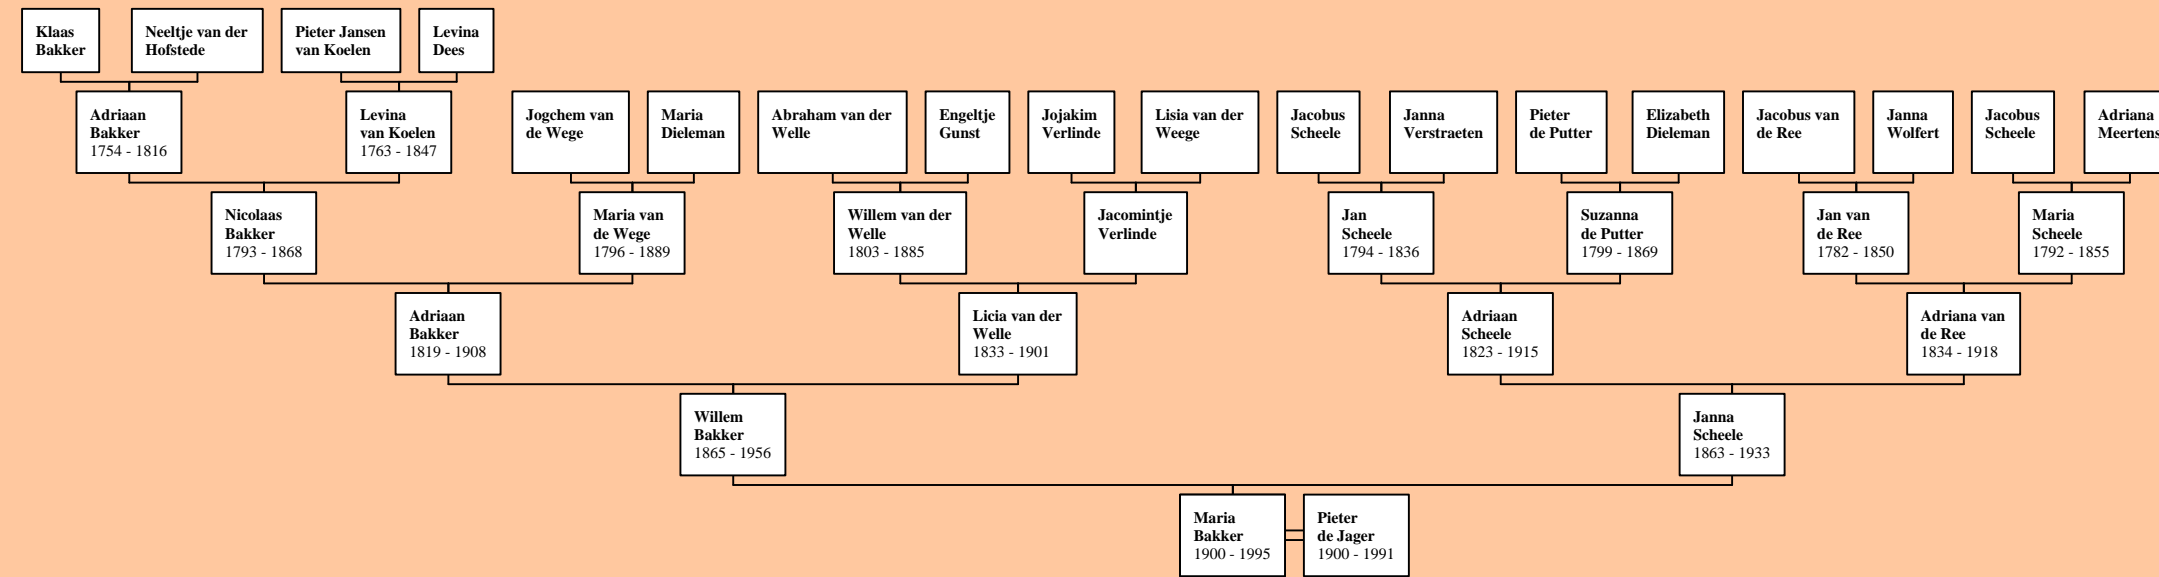 Klaas
Bakker
Neeltje van der
Hofstede
Pieter Jansen
van Koelen
Levina
Dees
Adriaan
Bakker
1754 - 1816
Levina
van Koelen
1763 - 1847
Jogchem van
de Wege
Maria
Dieleman
Abraham van der
Welle
Engeltje
Gunst
Jojakim
Verlinde
Lisia van der
Weege
Jacobus
Scheele
Janna
Verstraeten
Pieter
de Putter
Elizabeth
Dieleman
Jacobus van
de Ree
Janna
Wolfert
Jacobus
Scheele
Adriana
Meertens
Nicolaas
Bakker
1793 - 1868
Maria van
de Wege
1796 - 1889
Willem van der
Welle
1803 - 1885
Jacomintje
Verlinde
Jan
Scheele
1794 - 1836
Suzanna
de Putter
1799 - 1869
Jan van
de Ree
1782 - 1850
Maria
Scheele
1792 - 1855
Adriaan
Bakker
1819 - 1908
Licia van der
Welle
1833 - 1901
Adriaan
Scheele
1823 - 1915
Adriana van
de Ree
1834 - 1918
Willem
Bakker
1865 - 1956
Janna
Scheele
1863 - 1933
Maria
Bakker
1900 - 1995
Pieter
de Jager
1900 - 1991